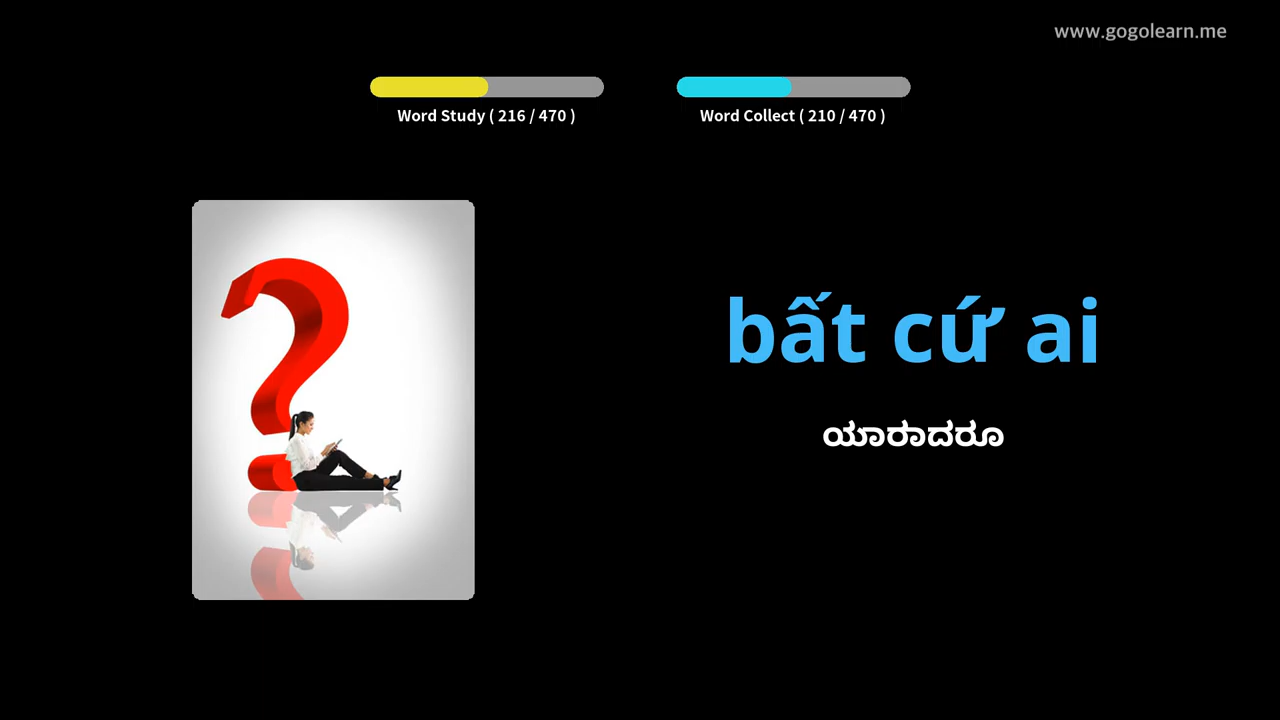 www.gogolearn.me
Word Study ( 216 / 470 )
Word Collect ( 210 / 470 )
bất cứ ai
ಯಾರಾದರೂ